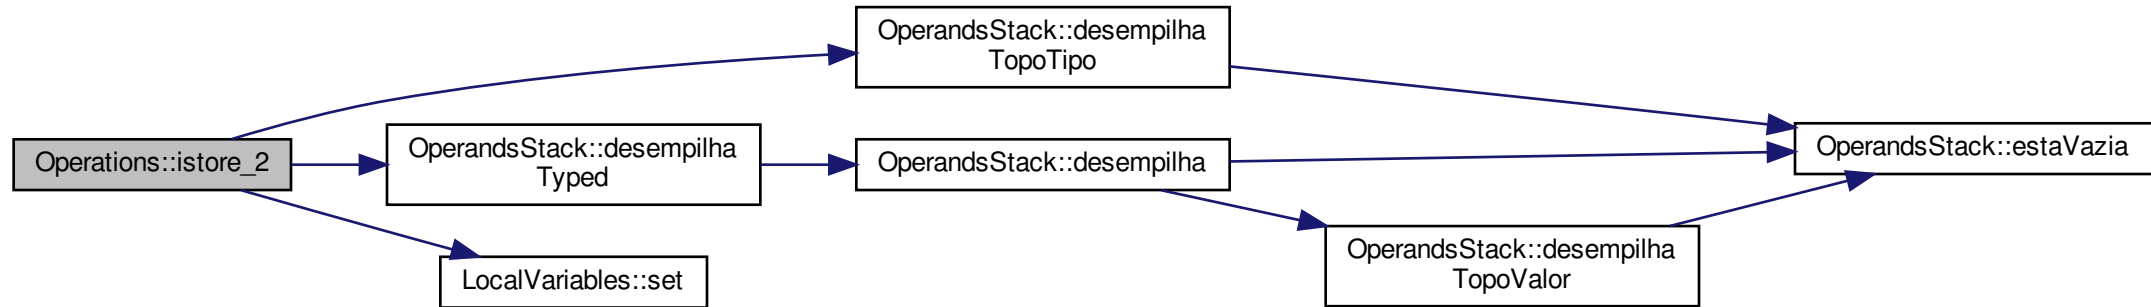 Operations::istore_2
OperandsStack::desempilha
TopoTipo
OperandsStack::desempilha
Typed
LocalVariables::set
OperandsStack::desempilha
OperandsStack::desempilha
TopoValor
OperandsStack::estaVazia